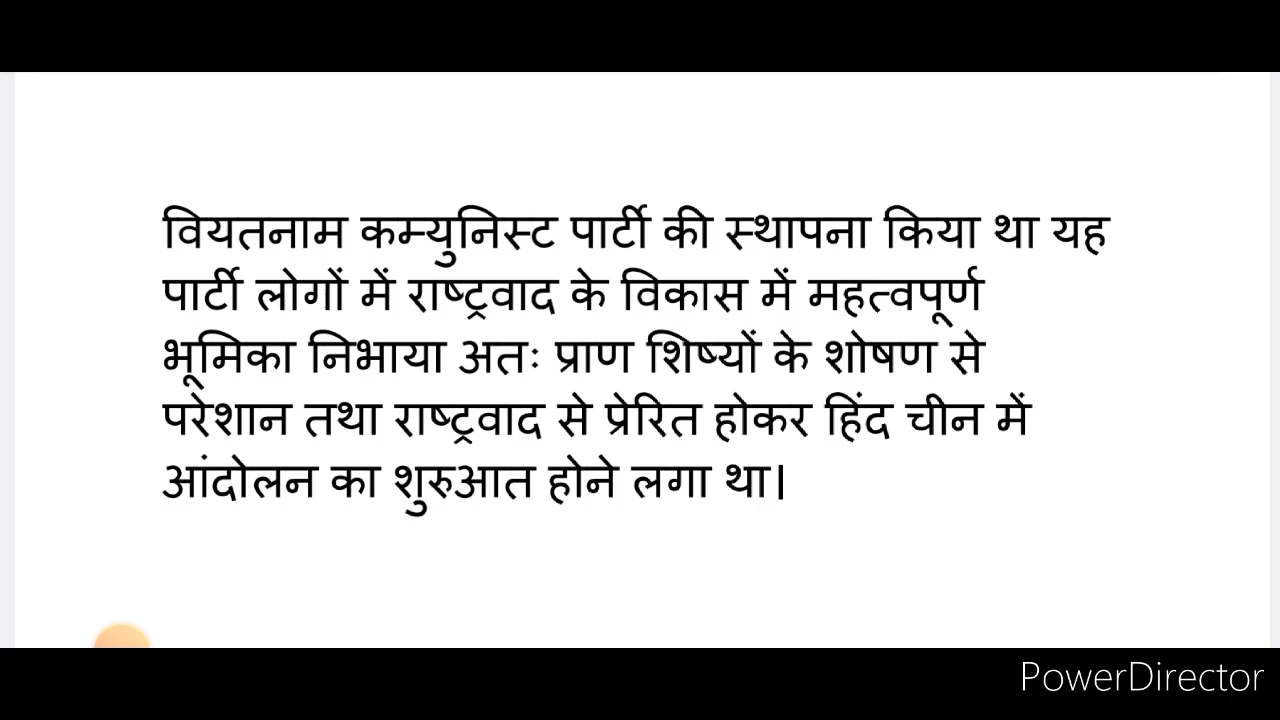 वियतनाम कम्युनिस्ट पार्टी की स्थापना किया था यह
पार्टी लोगों में राष्ट्रवाद के विकास में महत्वपूर्ण
भूमिका निभाया अतः प्राण शिष्यों के शोषण से
परेशान तथा राष्ट्रवाद से प्रेरित होकर हिंद चीन में
आंदोलन का शुरुआत होने लगा था।
PowerDirector